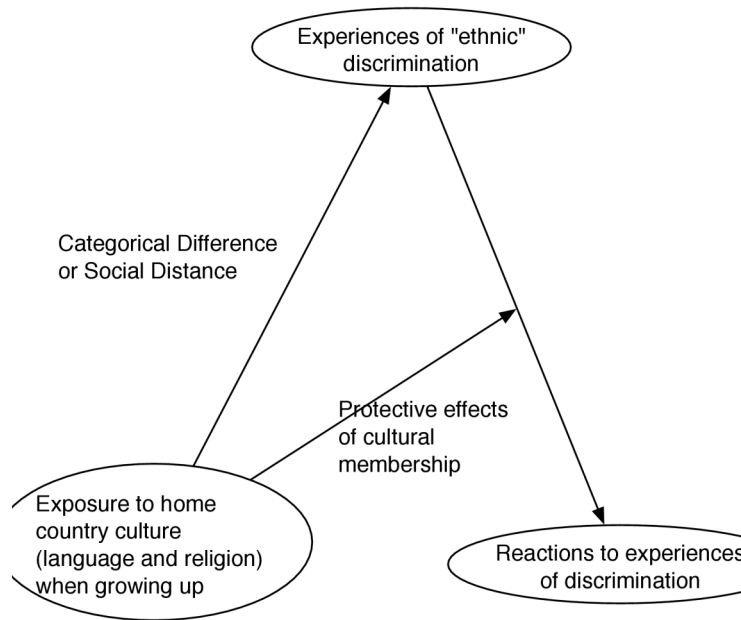 Experiences of "ethnic"
discrimination
Categorical Difference
or Social Distance
Protective effects
of cultural
membership
Exposure to home
country culture
(language and religion)
when growing up
Reactions to experiences
of discrimination